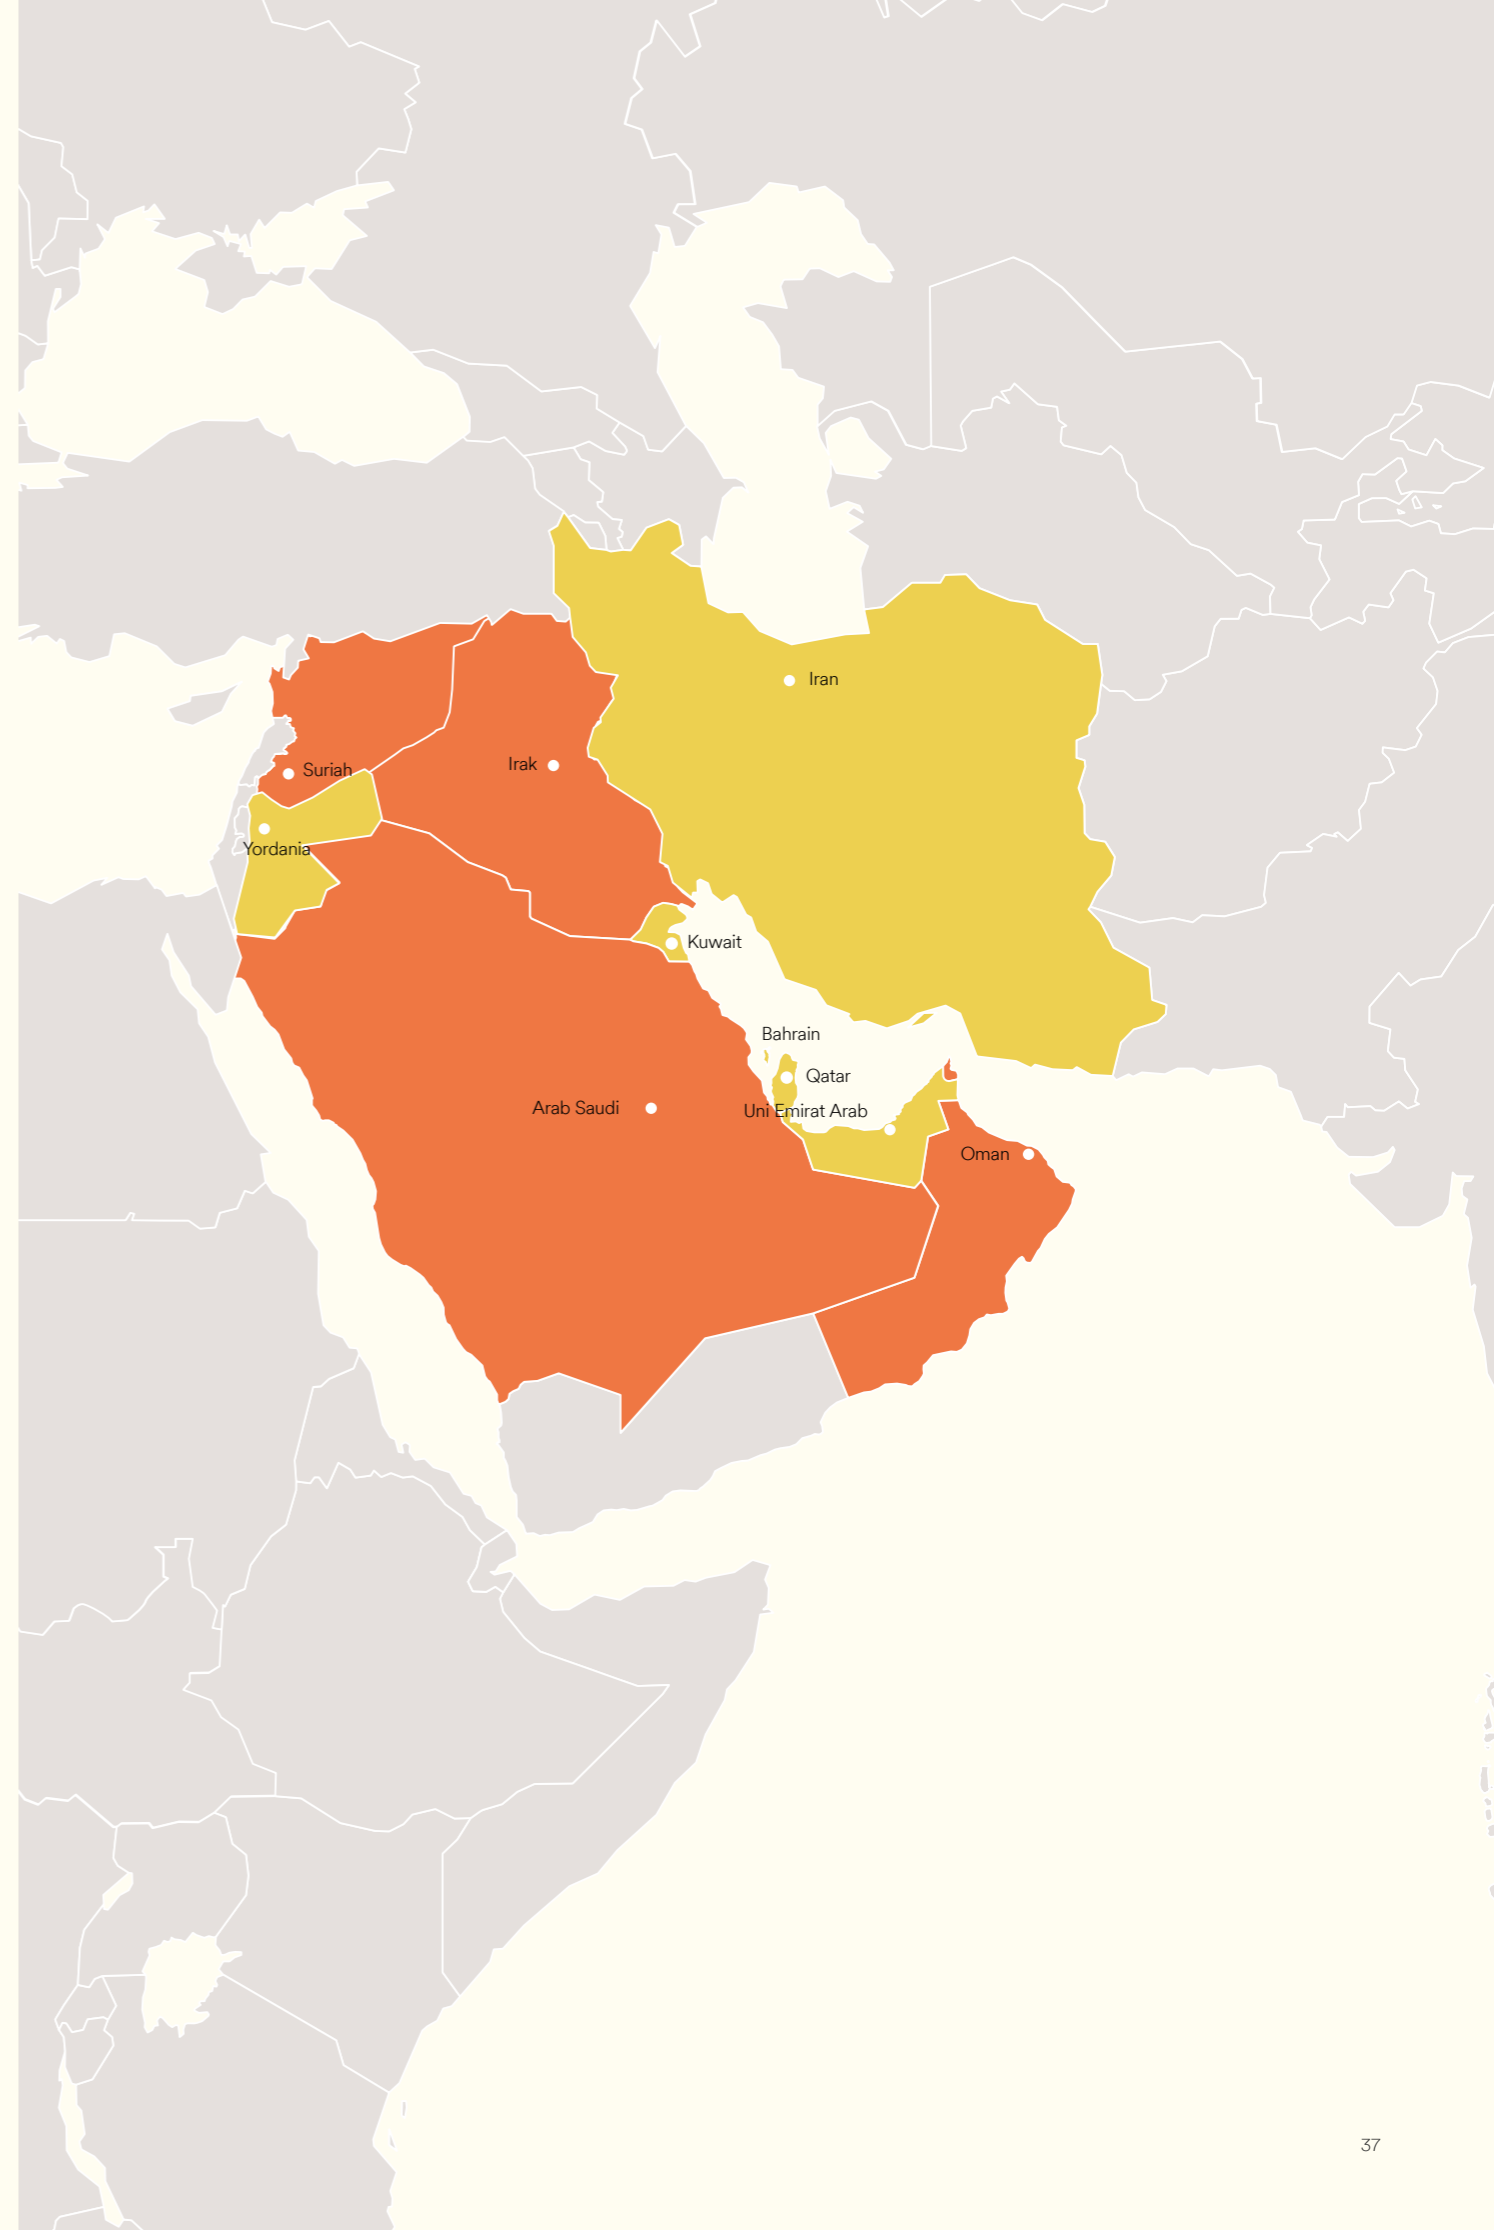 Iran
Irak
Suriah
Yordania
Kuwait
Bahrain
Qatar
Arab Saudi
Uni Emirat Arab
Oman
37